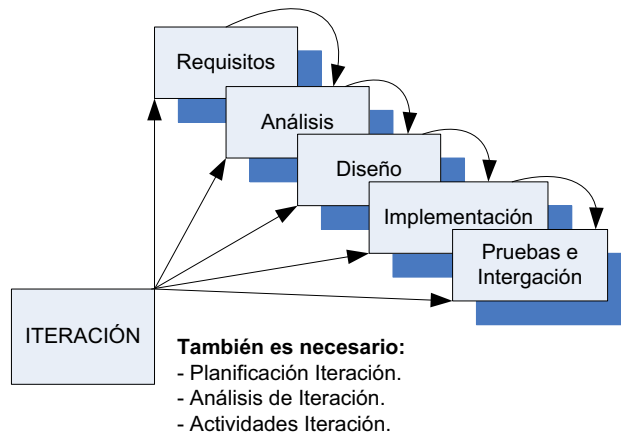 Requisitos
Análisis
Diseño
Implementación
Pruebas e
Intergación
ITERACIÓN
También es necesario:
- Planificación Iteración.
- Análisis de Iteración.
- Actividades Iteración.